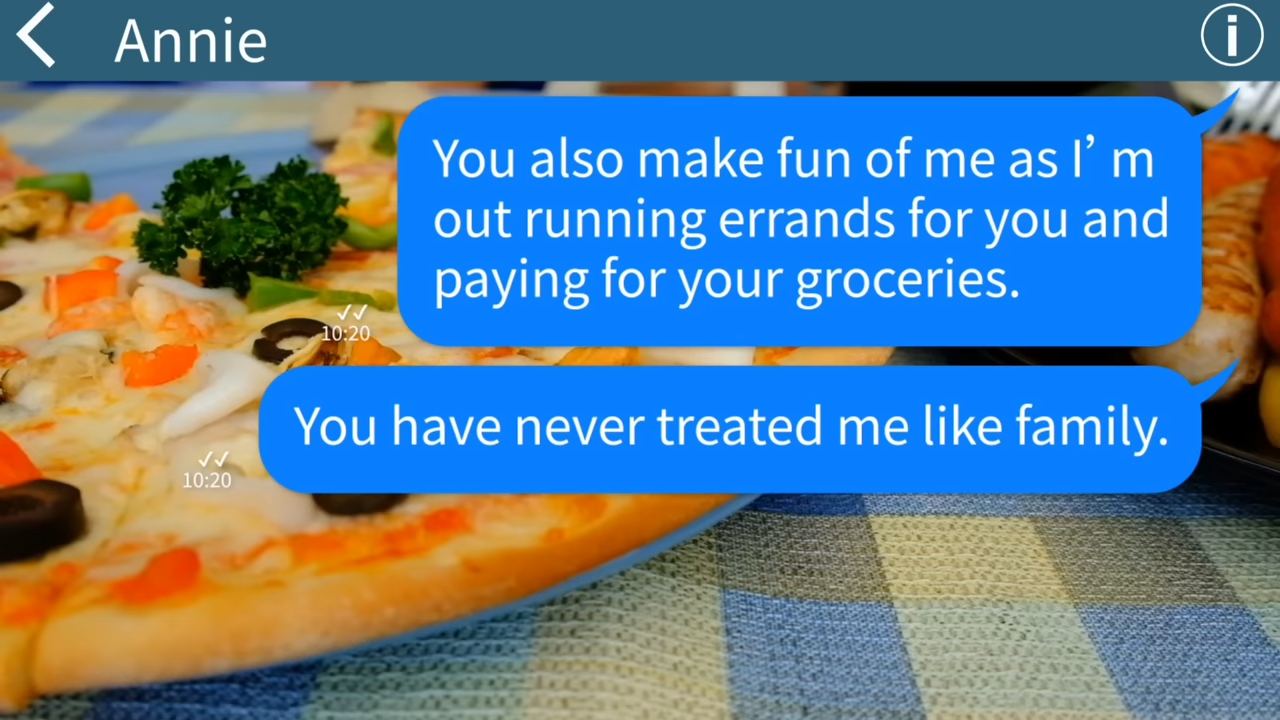 Annie
You also make fun of me as I’ m
out running errands for you and
paying for your groceries.
10:20
You have never treated me like family.
10:20